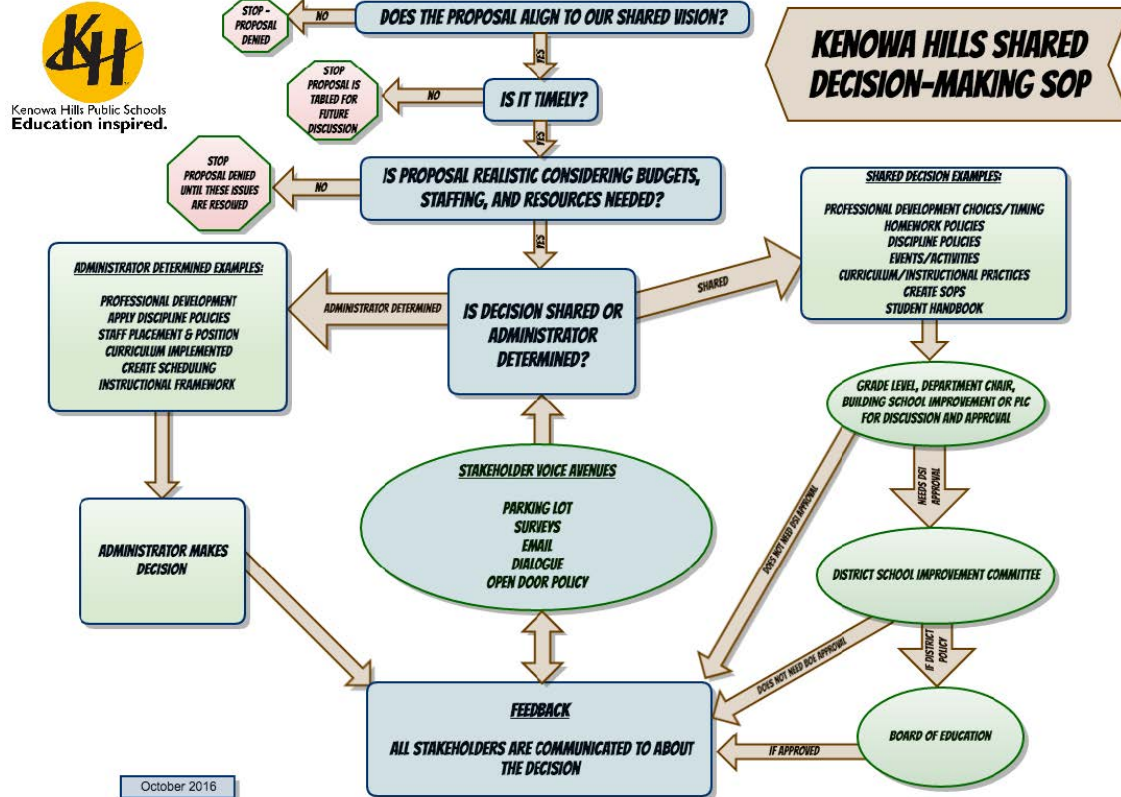 KH
Kenowa Hills Public Schools
Education inspired.
KENOWA HILLS SHARED
DECISION-MAKING SOP
DOES THE PROPOSAL ALIGN TO OUR SHARED VISION?
NO
STOP -
PROPOSAL
DENIED
YES
IS IT TIMELY?
NO
STOP
PROPOSAL IS
TABLED FOR
FUTURE
DISCUSSION
YES
IS PROPOSAL REALISTIC CONSIDERING BUDGETS,
STAFFING, AND RESOURCES NEEDED?
NO
STOP
PROPOSAL DENIED
UNTIL THESE ISSUES
ARE RESOLVED
YES
IS DECISION SHARED OR
ADMINISTRATOR
DETERMINED?
ADMINISTRATOR DETERMINED
ADMINISTRATOR DETERMINED EXAMPLES:
PROFESSIONAL DEVELOPMENT
APPLY DISCIPLINE POLICIES
STAFF PLACEMENT & POSITION
CURRICULUM IMPLEMENTED
CREATE SCHEDULING
INSTRUCTIONAL FRAMEWORK
ADMINISTRATOR MAKES
DECISION
SHARED
SHARED DECISION EXAMPLES:
PROFESSIONAL DEVELOPMENT CHOICES/TIMING
HOMEWORK POLICIES
DISCIPLINE POLICIES
EVENTS/ACTIVITIES
CURRICULUM/INSTRUCTIONAL PRACTICES
CREATE SOPS
STUDENT HANDBOOK
GRADE LEVEL, DEPARTMENT CHAIR,
BUILDING SCHOOL IMPROVEMENT OR PLC
FOR DISCUSSION AND APPROVAL
NEEDS DSI
APPROVAL
DOES NOT NEED DSI APPROVAL
DISTRICT SCHOOL IMPROVEMENT COMMITTEE
IF DISTRICT
POLICY
DOES NOT NEED BOE APPROVAL
BOARD OF EDUCATION
IF APPROVED
STAKEHOLDER VOICE AVENUES
PARKING LOT
SURVEYS
EMAIL
DIALOGUE
OPEN DOOR POLICY
FEEDBACK
ALL STAKEHOLDERS ARE COMMUNICATED TO ABOUT
THE DECISION
October 2016